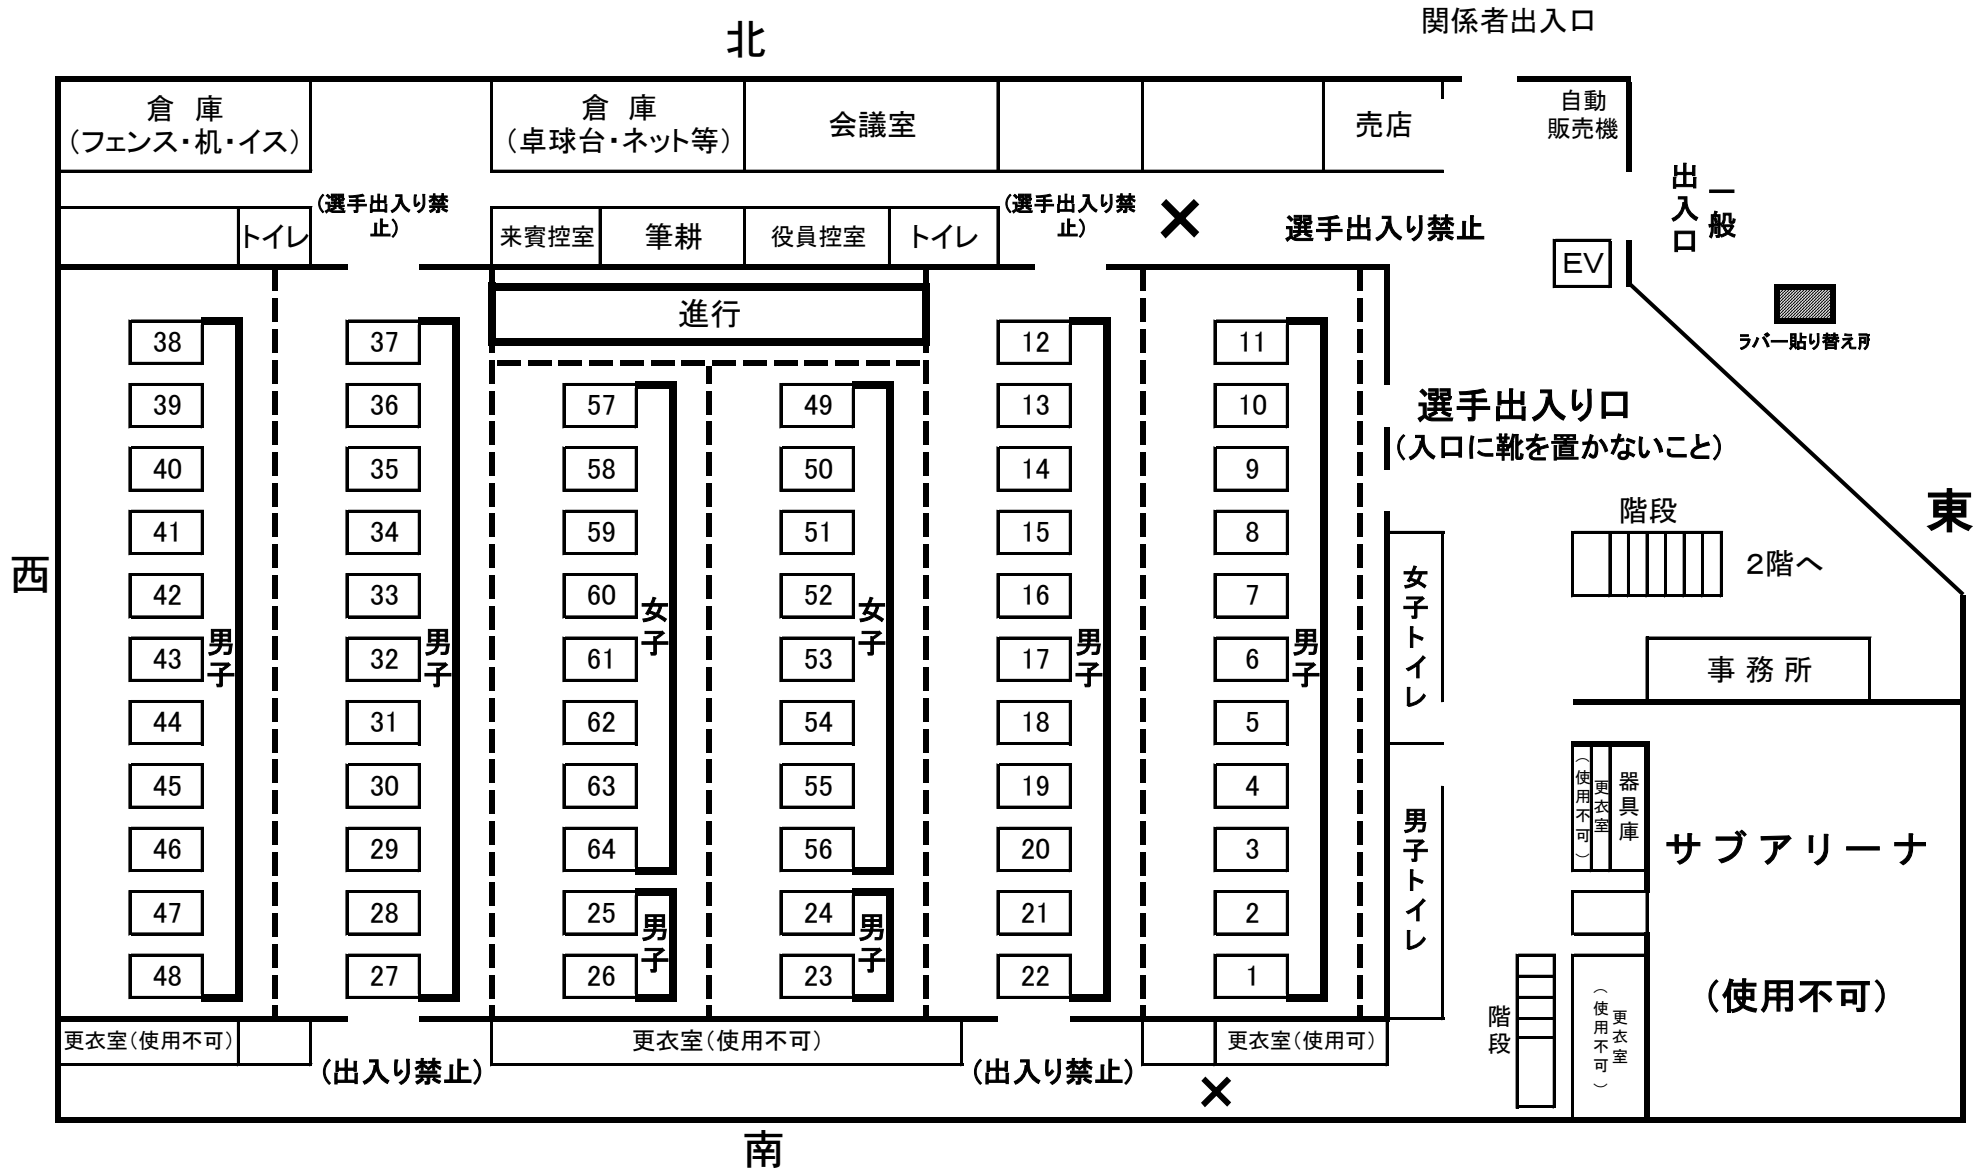 関係者出入口
北
倉 庫
（フェンス・机・イス）
倉 庫
（卓球台・ネット等）
会議室
売店
自動
販売機
出入口
一般
トイレ
（選手出入り禁
止）
来賓控室
筆耕
役員控室
トイレ
（選手出入り禁
止）
×
選手出入り禁止
EV
進行
ラバー貼り替え所
38
37
12
11
39
36
57
49
13
10
選手出入り口
（入口に靴を置かないこと）
40
35
58
50
14
9
41
34
59
51
15
8
階段
2階へ
東
西
42
33
60
52
16
7
43
32
61
53
17
6
男子
男子
女子
女子
男子
男子
女子トイレ
事務所
44
31
62
54
18
5
45
30
63
55
19
4
46
29
64
56
20
3
男子トイレ
（使用不可）
更衣室
器具庫
サブアリーナ
（使用不可）
47
28
25
24
21
2
男子
男子
48
27
26
23
22
1
更衣室（使用不可）
（出入り禁止）
更衣室（使用不可）
（出入り禁止）
更衣室（使用可）
×
階段
（使用不可）
更衣室
南